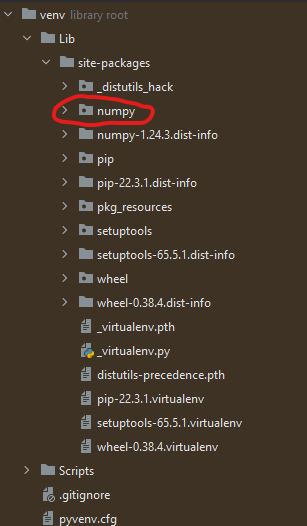 venv library root
Lib
site-packages
_distutils_hack
numpy
numpy-1.24.3.dist-info
pip
pip-22.3.1.dist-info
pkg_resources
setuptools
setuptools-65.5.1.dist-info
wheel
wheel-0.38.4.dist-info
_virtualenv.pth
_virtualenv.py
distutils-precedence.pth
pip-22.3.1.virtualenv
setuptools-65.5.1.virtualenv
wheel-0.38.4.virtualenv
Scripts
.gitignore
pyvenv.cfg